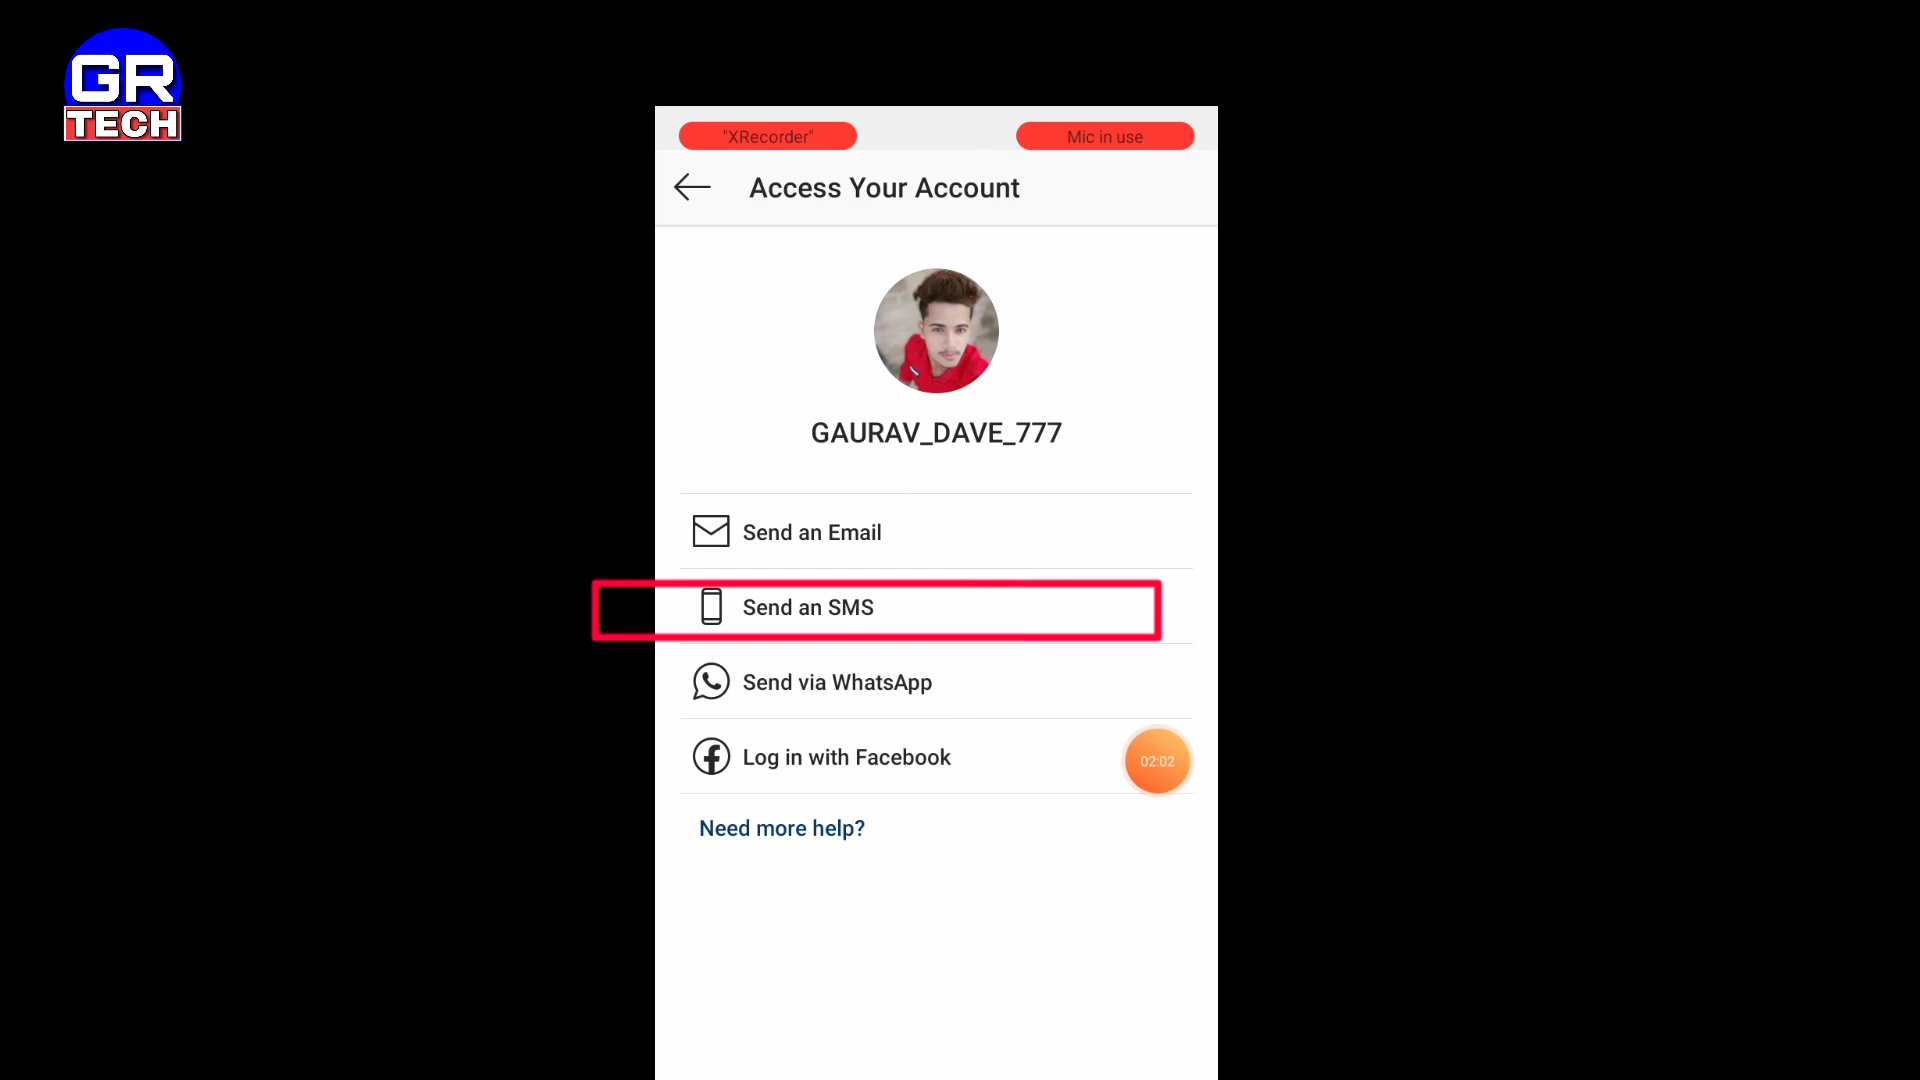 GR
TECH
"XRecorder"
Mic in use
Access Your Account
GAURAV_DAVE_777
Send an Email
Send an SMS
Send via WhatsApp
Log in with Facebook
02:02
Need more help?